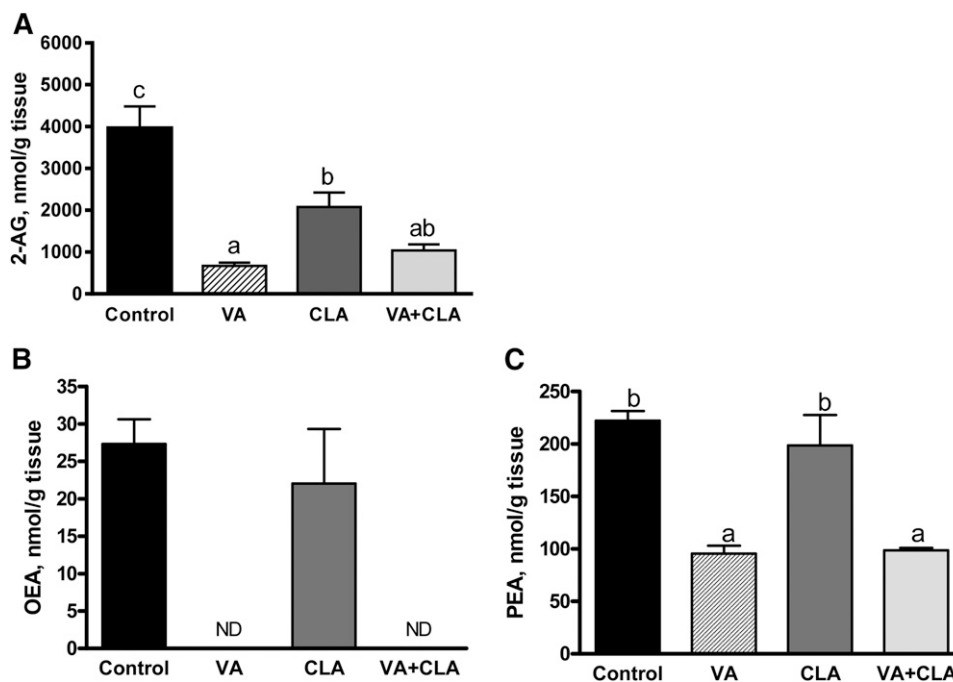 A
2-AG, nmol/g tissue
6000
5000
4000
3000
2000
1000
0
c
a
b
ab
Control VA CLA VA+CLA
B
OEA, nmol/g tissue
35
30
25
20
15
10
5
0
ND ND
Control VA CLA VA+CLA
C
PEA, nmol/g tissue
250
200
150
100
50
0
b
a
b
a
Control VA CLA VA+CLA